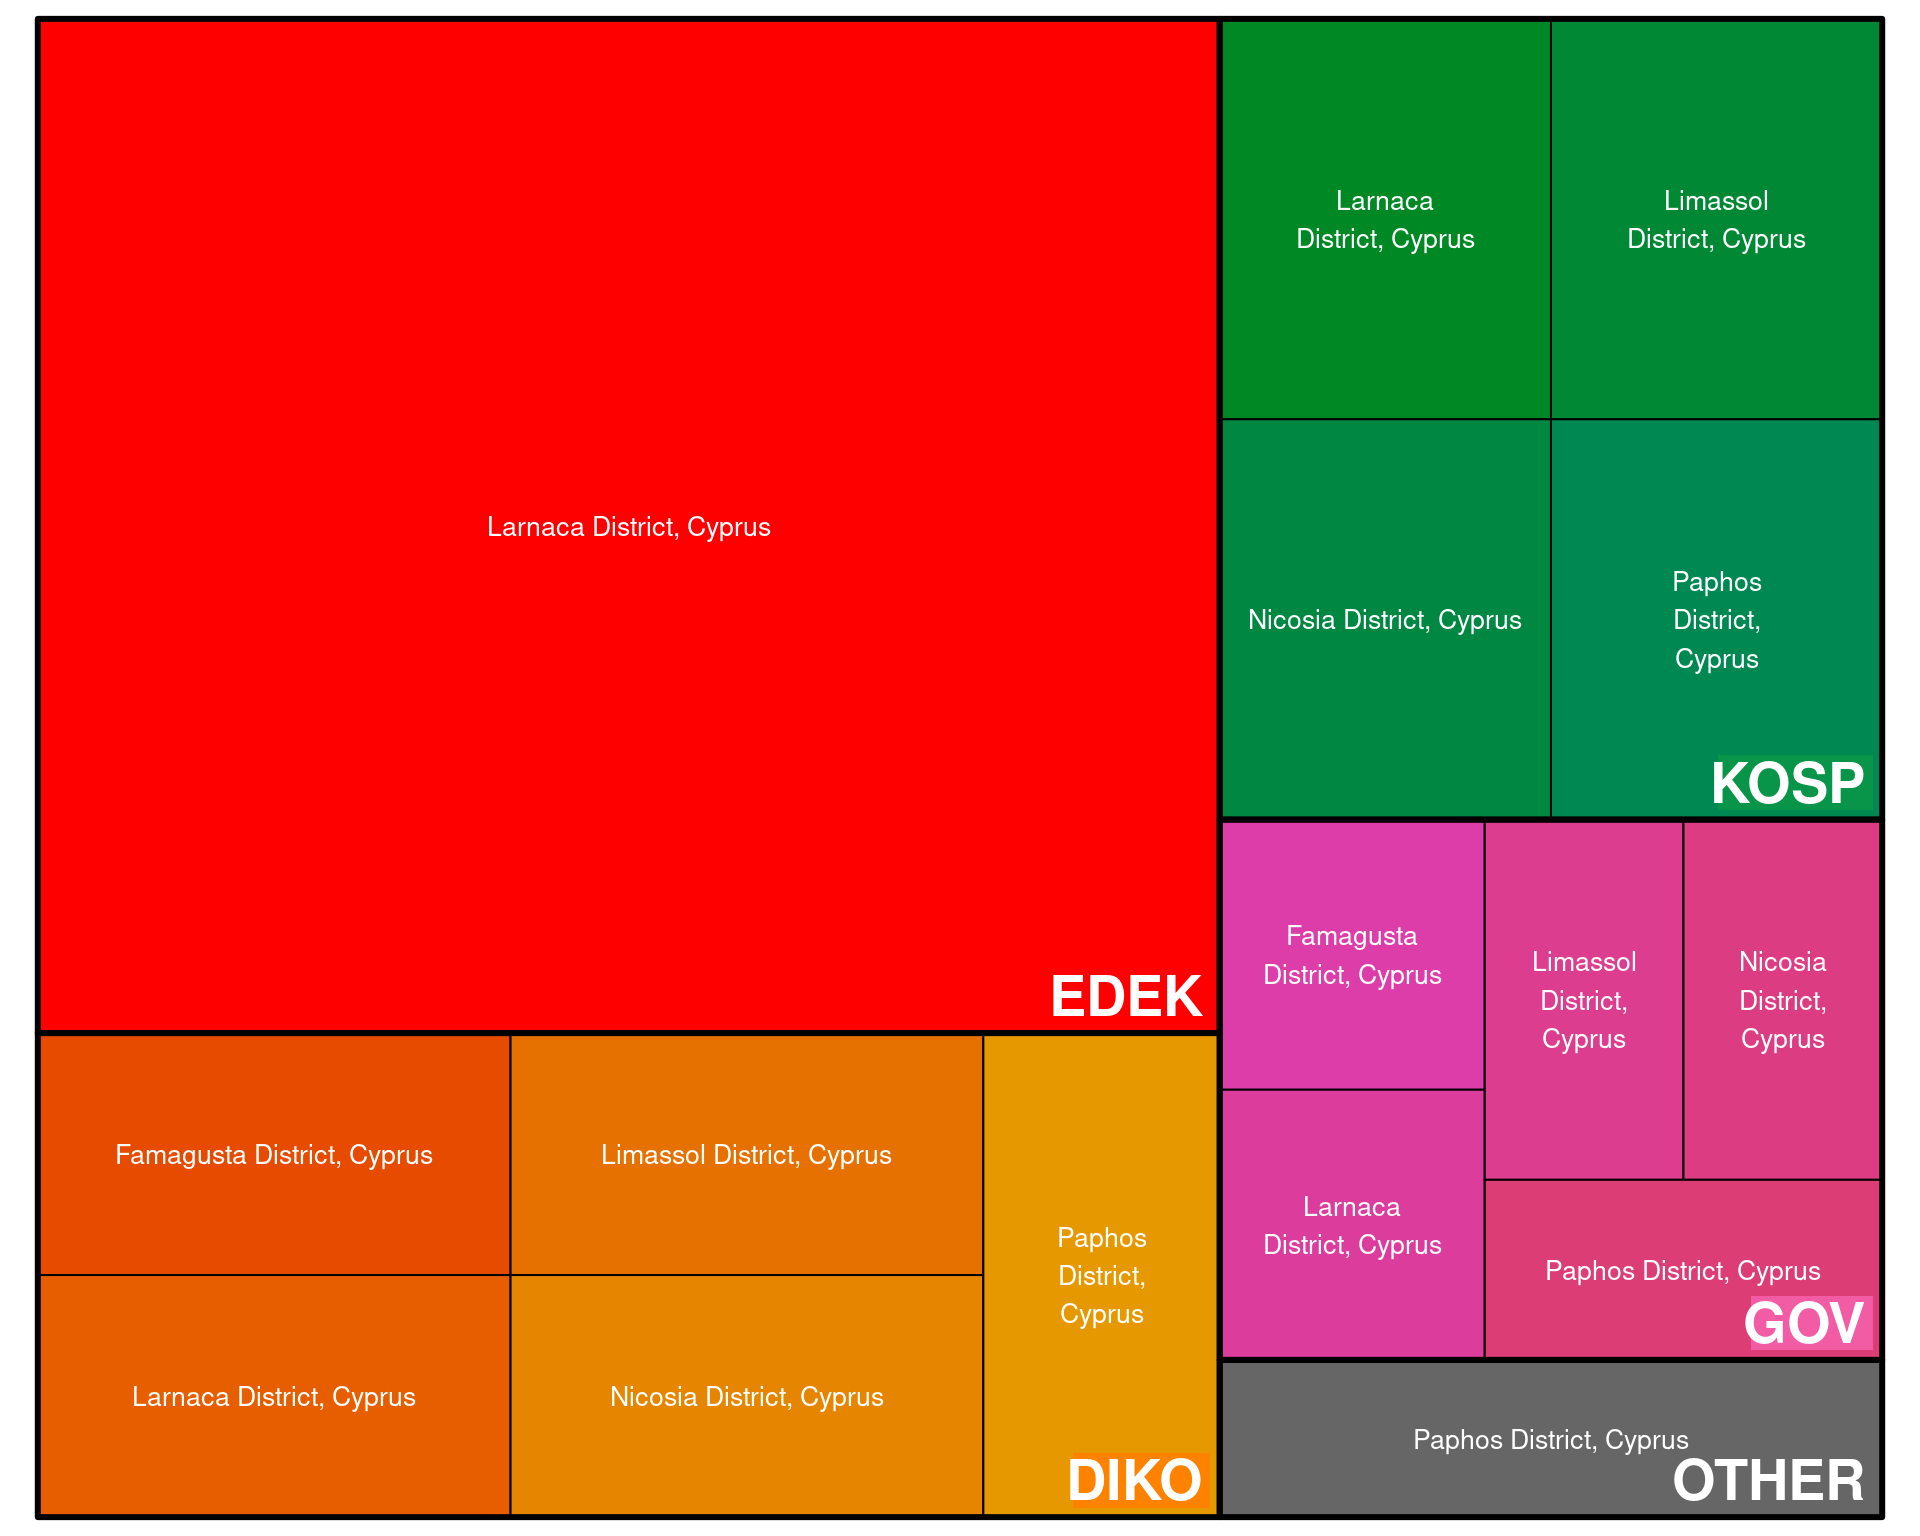 Larnaca District, Cyprus
EDEK
Famagusta District, Cyprus
Limassol District, Cyprus
Larnaca District, Cyprus
Nicosia District, Cyprus
Paphos
District,
Cyprus
DIKO
Larnaca
District, Cyprus
Limassol
District, Cyprus
Nicosia District, Cyprus
Paphos
District,
Cyprus
KOSP
Famagusta
District, Cyprus
Larnaca
District, Cyprus
Limassol
District,
Cyprus
Nicosia
District,
Cyprus
Paphos District, Cyprus
GOV
Paphos District, Cyprus
OTHER